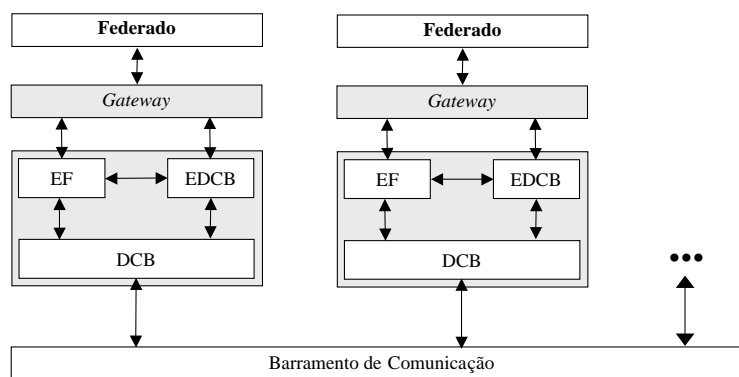 Federado
Federado
Gateway
Gateway
EF
EDCB
EF
EDCB
DCB
DCB
•••
Barramento de Comunicação